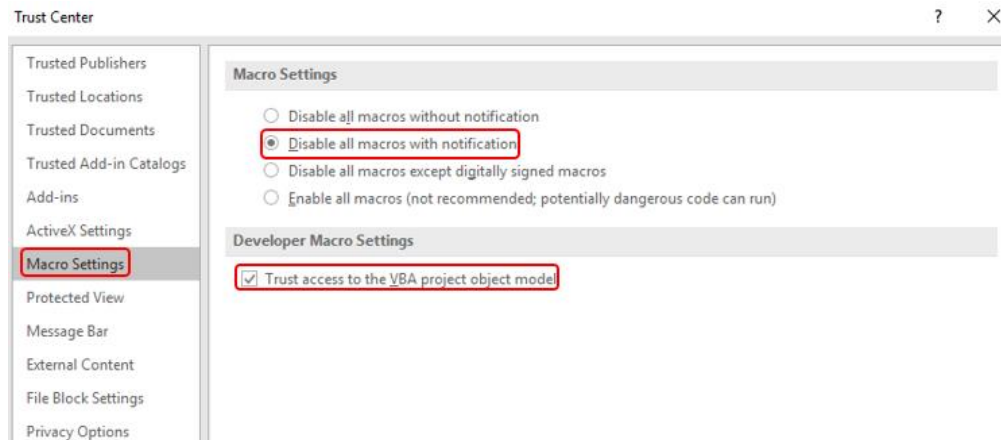 Trust Center
?
×
Trusted Publishers
Trusted Locations
Trusted Documents
Trusted Add-in Catalogs
Add-ins
ActiveX Settings
Macro Settings
Protected View
Message Bar
External Content
File Block Settings
Privacy Options
Macro Settings
Disable all macros without notification
Disable all macros with notification
Disable all macros except digitally signed macros
Enable all macros (not recommended; potentially dangerous code can run)
Developer Macro Settings
Trust access to the VBA project object model